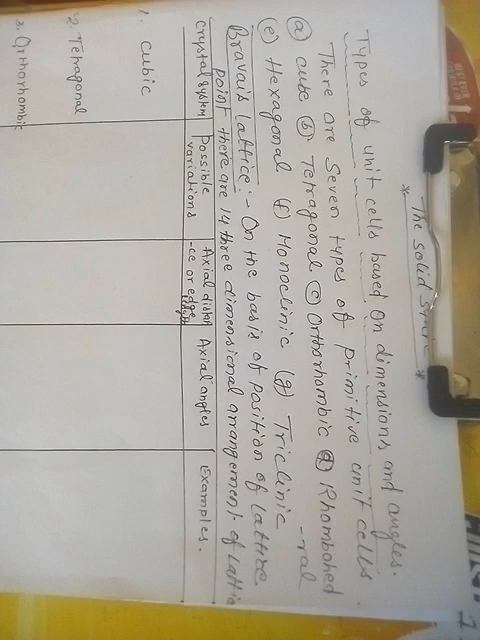 * The solid *
Types of unit cells based on dimensions and angles.
There are Seven types of primitive unit cells.
(a) cube (b) Tetragonal (c) Orthorhombic (d) Rhombohed
-ral
(e) Hexagonal (f) Monoclinic (g) Triclinic
Bravais lattice:- On the basis of position of lattice
point there are 14 three dimensional arrangement of lattic
crystal system
Possible variations
Axial distan -ce or edge
Axial angles
Examples.
1. cubic
2. Tetragonal
3. Orthorhombic